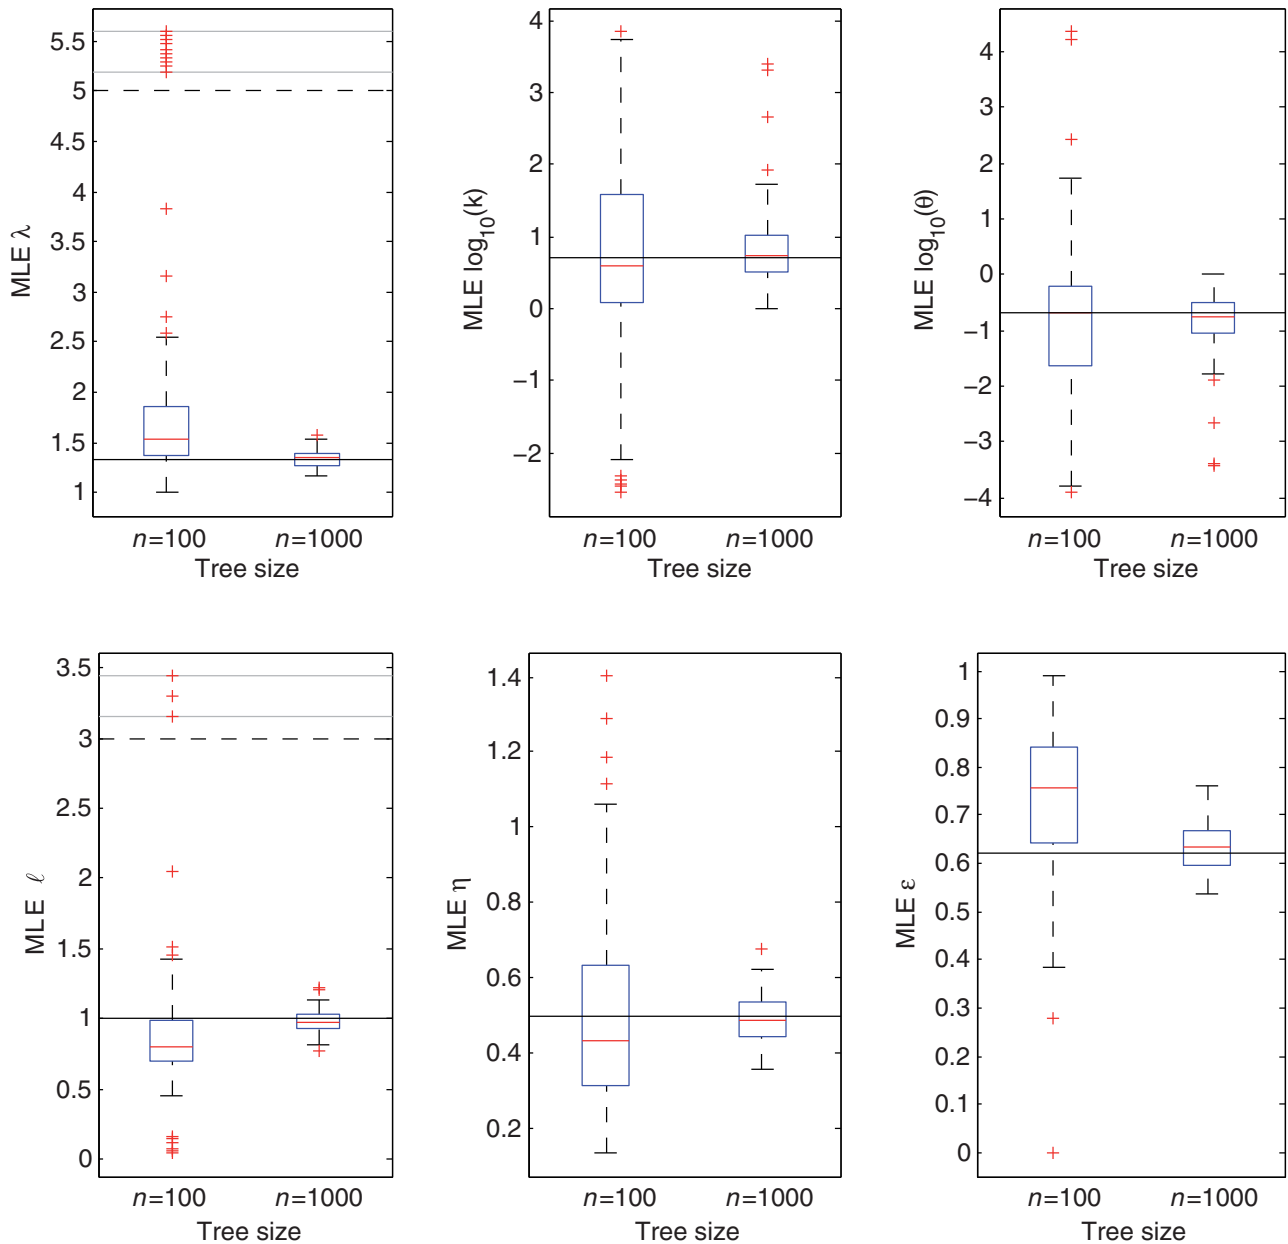 MLE λ
5.5
5
5
4.5
4
3.5
3
2.5
2
1.5
1
n=100 n=1000
Tree size
MLE log10(k)
4
3
2
1
0
−1
−2
n=100 n=1000
Tree size
MLE log10(θ)
4
4
2
1
0
−1
−2
−3
−4
n=100 n=1000
Tree size
MLE ℓ
3.5
3
2.5
2
1.5
1
0.5
0
n=100 n=1000
Tree size
MLE η
1.4
1.2
1
0.8
0.6
0.4
0.2
n=100 n=1000
Tree size
MLE ε
1
0.9
0.8
0.7
0.6
0.5
0.4
0.3
0.2
0.1
0
n=100 n=1000
Tree size